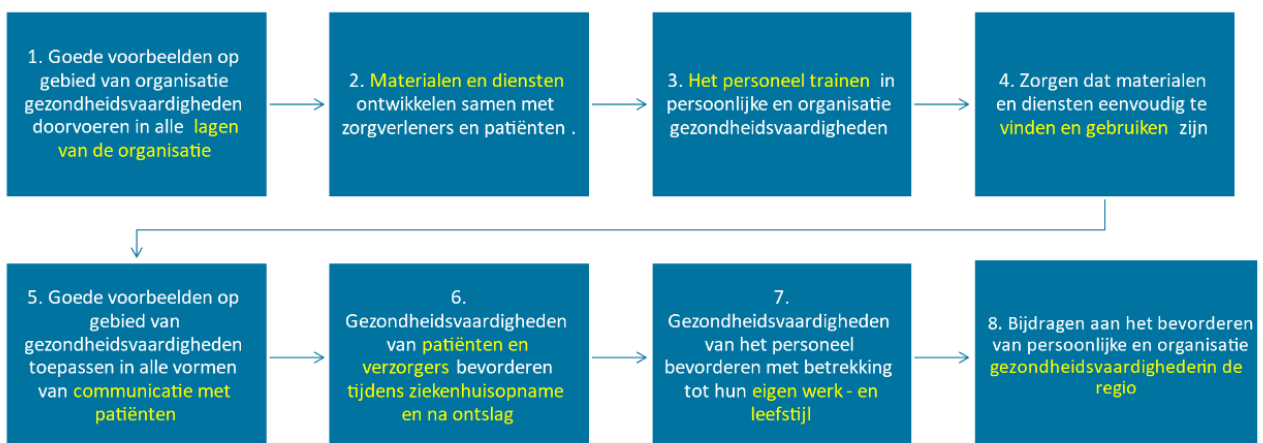 1. Goede voorbeelden op
gebied van organisatie
gezondheidsvaardigheden
doorvoeren in alle lagen
van de organisatie
2. Materialen en diensten
ontwikkelen samen met
zorgverleners en patiënten .
3. Het personeel trainen in
persoonlijke en organisatie
gezondheidsvaardigheden
4. Zorgen dat materialen
en diensten eenvoudig te
vinden en gebruiken zijn
5. Goede voorbeelden op
gebied van
gezondheidsvaardigheden
toepassen in alle vormen
van communicatie met
patiënten
6.
Gezondheidsvaardigheden
van patiënten en
verzorgers bevorderen
tijdens ziekenhuisopname
en na ontslag
7.
Gezondheidsvaardigheden
van het personeel
bevorderen met betrekking
tot hun eigen werk - en
leefstijl
8. Bijdragen aan het bevorderen
van persoonlijke en organisatie
gezondheidsvaardighederin de
regio